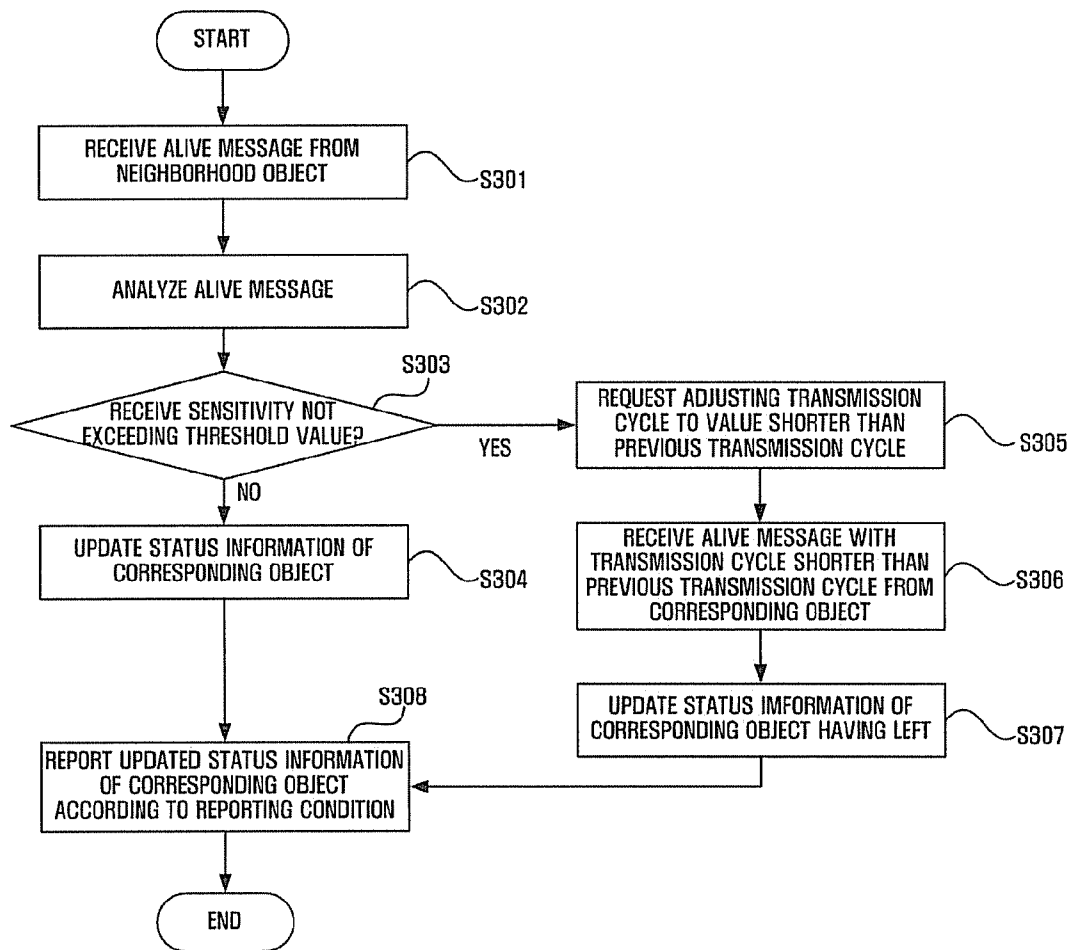 START
RECEIVE ALIVE MESSAGE FROM
NEIGHBORHOOD OBJECT
S301
ANALYZE ALIVE MESSAGE
S302
S303
RECEIVE SENSITIVITY NOT
EXCEEDING THRESHOLD VALUE?
YES
NO
REQUEST ADJUSTING TRANSMISSION
CYCLE TO VALUE SHORTER THAN
PREVIOUS TRANSMISSION CYCLE
S305
UPDATE STATUS INFORMATION OF
CORRESPONDING OBJECT
S304
RECEIVE ALIVE MESSAGE WITH
TRANSMISSION CYCLE SHORTER THAN
PREVIOUS TRANSMISSION CYCLE FROM
CORRESPONDING OBJECT
S306
UPDATE STATUS IMFORMATION OF
CORRESPONDING OBJECT HAVING LEFT
S307
S308
REPORT UPDATED STATUS INFORMATION
OF CORRESPONDING OBJECT
ACCORDING TO REPORTING CONDITION
END